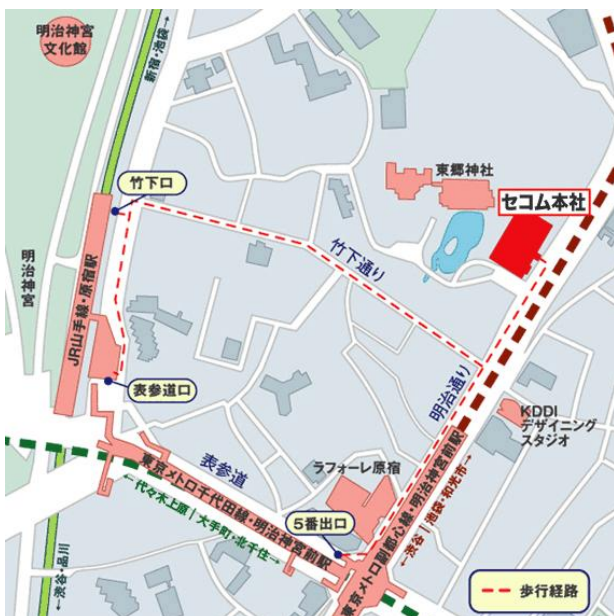 明治神宮
文化館
新宿・池袋→
竹下口
東郷神社
セコム本社
明治神宮
JR山手線・原宿駅
竹下通り
表参道口
明治通り
KDDI
デザイニング
スタジオ
表参道
ラフォーレ原宿
東京メトロ千代田線・明治神宮前駅
←代々木上原｜大手町・北千住→
5番出口
東京メトロ副都心線・明治神宮前駅
←渋谷｜池袋・和光市→
←渋谷・品川
歩行経路